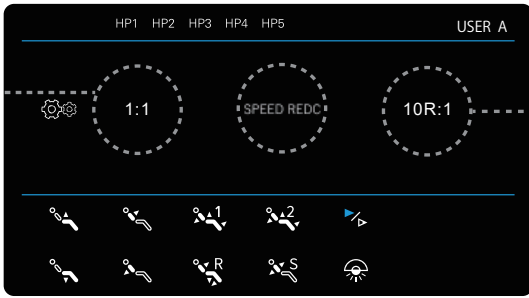 HP1 HP2 HP3 HP4 HP5 USER A
1:1 SPEED REDC 10R:1
1 2
R S